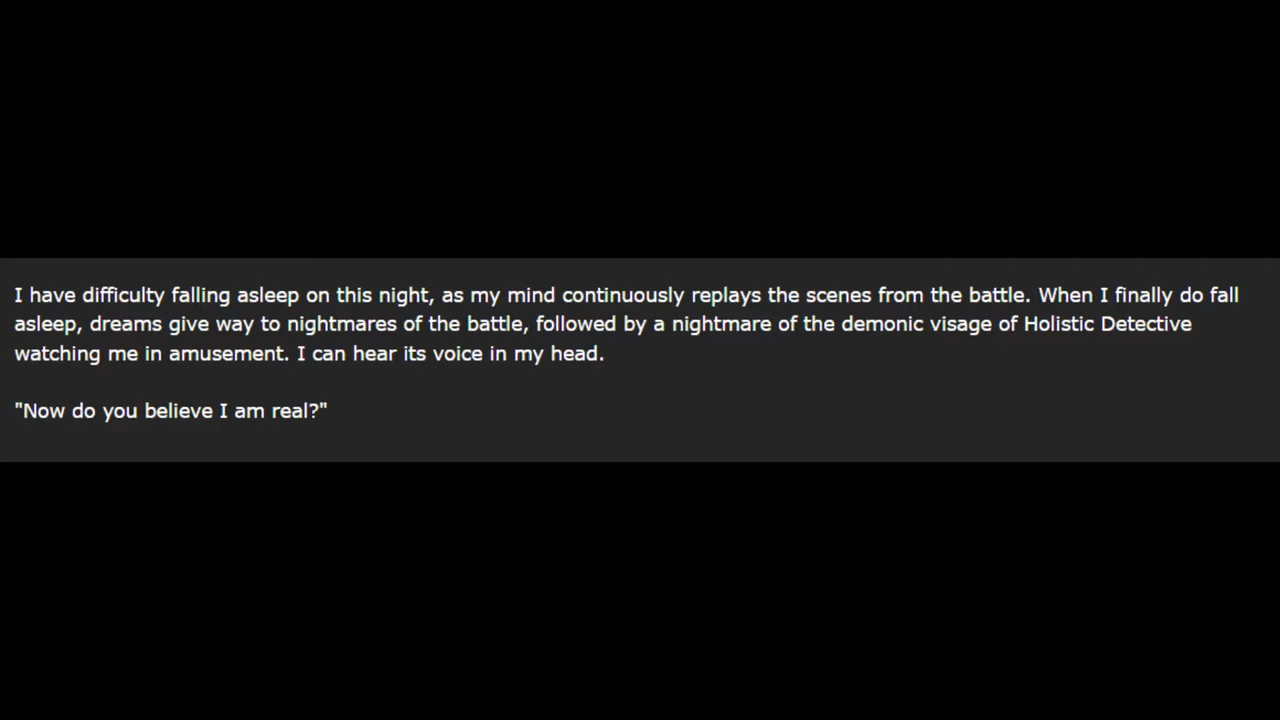 I have difficulty falling asleep on this night, as my mind continuously replays the scenes from the battle. When I finally do fall
asleep, dreams give way to nightmares of the battle, followed by a nightmare of the demonic visage of Holistic Detective
watching me in amusement. I can hear its voice in my head.
"Now do you believe I am real?"